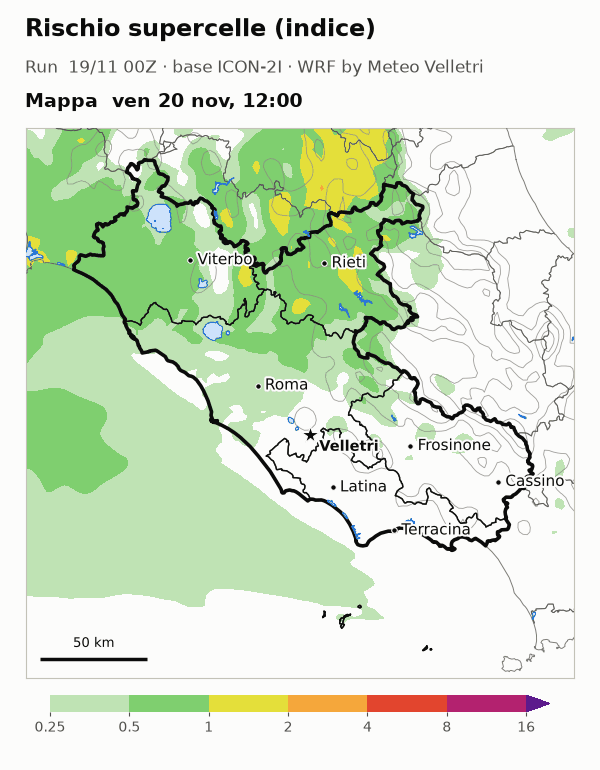 Rischio supercelle (indice)
Run  19/11 00Z · base ICON-2I · WRF by Meteo Velletri
Mappa  ven 20 nov, 12:00
Viterbo
Rieti
Roma
Velletri
Frosinone
Cassino
Latina
Terracina
50 km
0.25 0.5 1 2 4 8 16